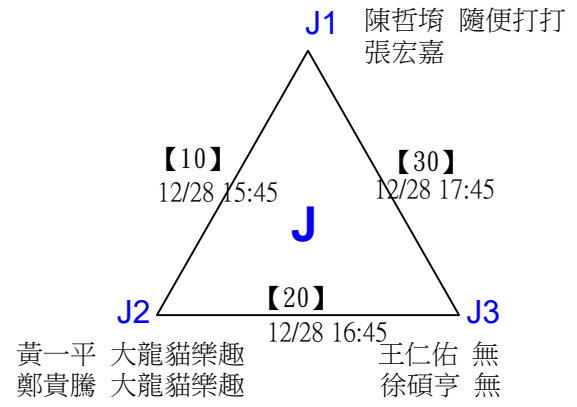 J1 陳哲堉 隨便打打
張宏嘉
【10】
12/28 15:45
【30】
12/28 17:45
J
【20】
12/28 16:45
J2
J3
黃一平 大龍貓樂趣
鄭貴騰 大龍貓樂趣
王仁佑 無
徐碩亨 無